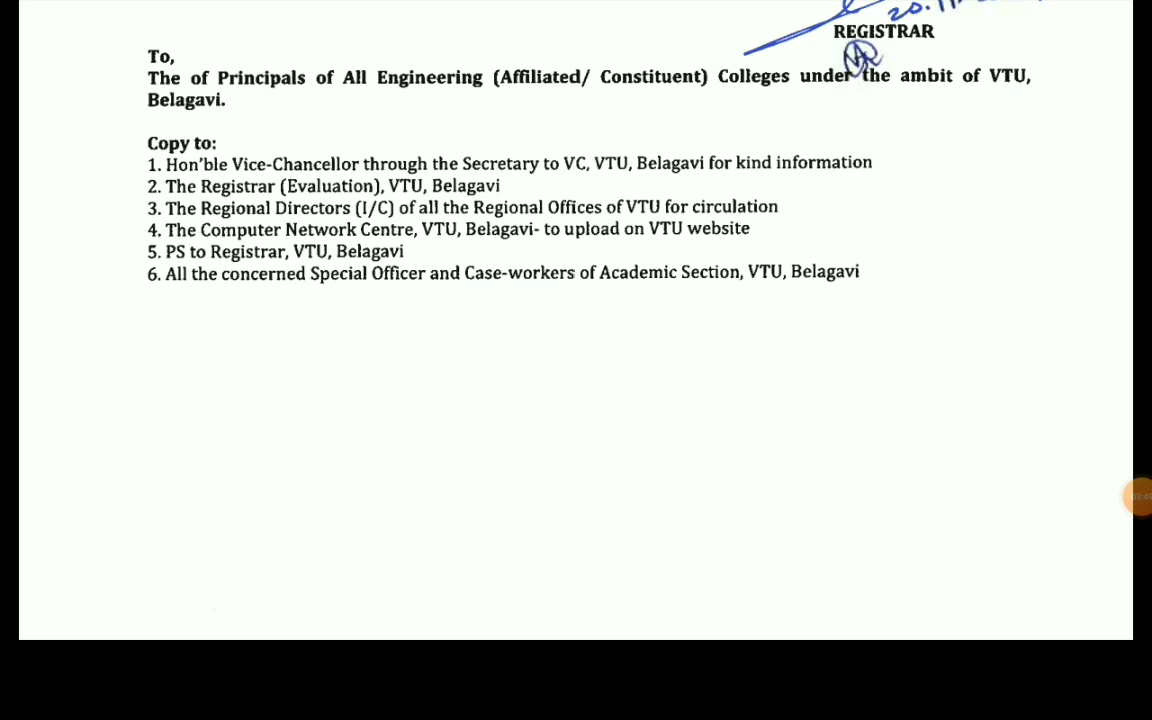 REGISTRAR
To,
The of Principals of All Engineering (Affiliated/ Constituent) Colleges under the ambit of VTU,
Belagavi.
Copy to:
1. Hon'ble Vice-Chancellor through the Secretary to VC, VTU, Belagavi for kind information
2. The Registrar (Evaluation), VTU, Belagavi
3. The Regional Directors (I/C) of all the Regional Offices of VTU for circulation
4. The Computer Network Centre, VTU, Belagavi- to upload on VTU website
5. PS to Registrar, VTU, Belagavi
6. All the concerned Special Officer and Case-workers of Academic Section, VTU, Belagavi